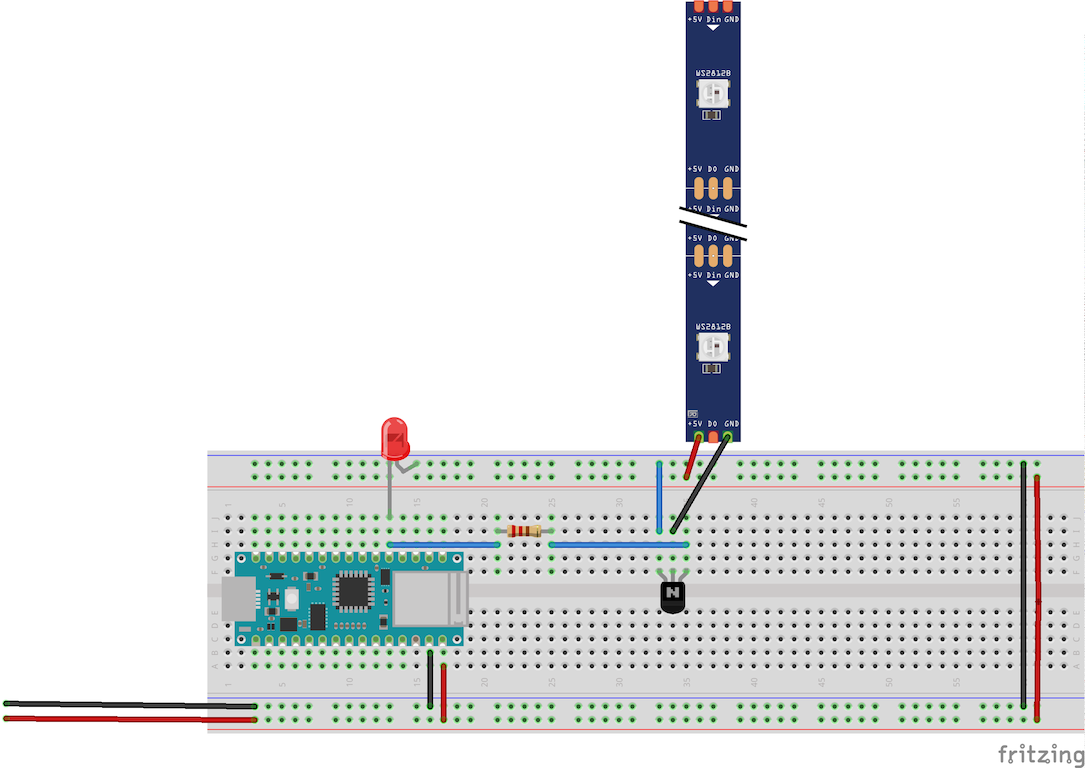 +5V Din GND
WS2812B
+5V DO GND
+5V Din GND
+5V DO GND
+5V Din GND
WS2812B
+5V DO GND
1 5 10 15 20 25 30 35 40 45 50 55
J
I
H
G
F
N
E
D
C
B
A
1 5 10 15 20 25 30 35 40 45 50 55
fritzing